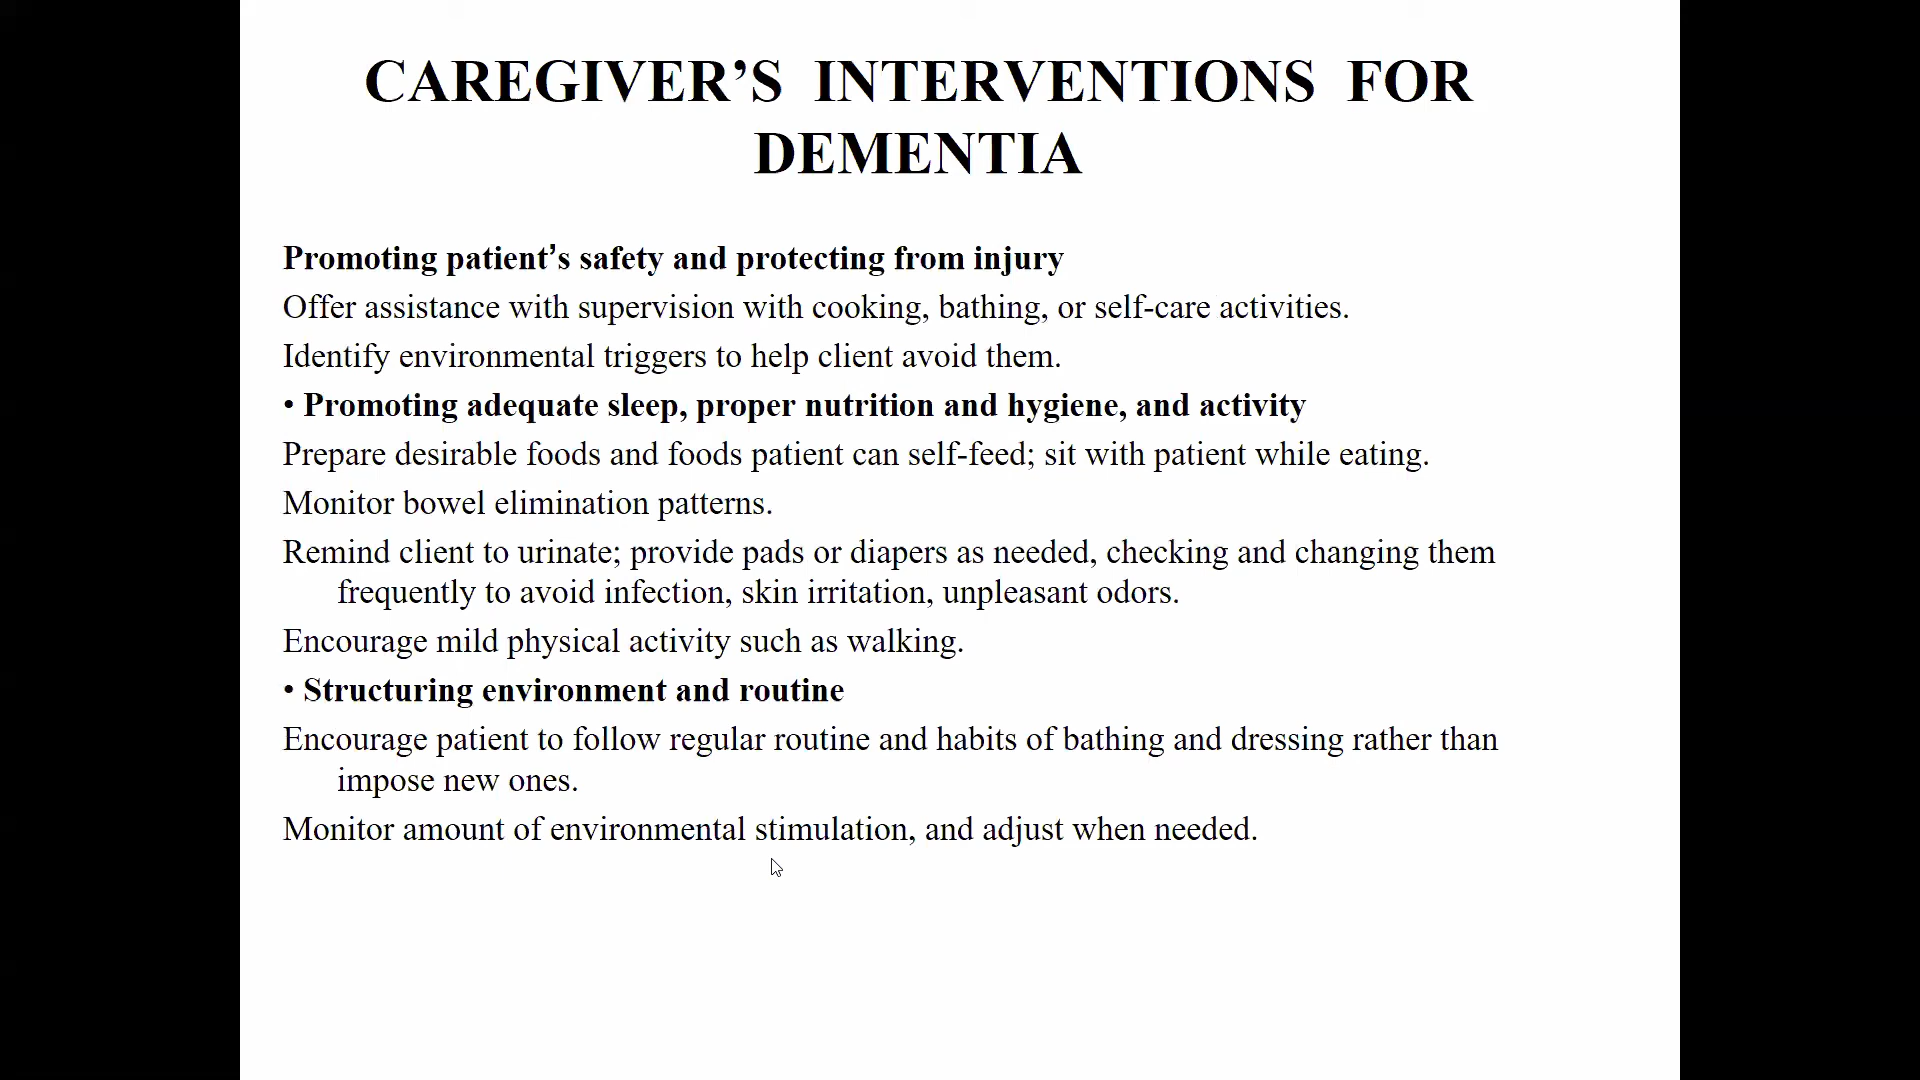 CAREGIVER’S INTERVENTIONS FOR
DEMENTIA
Promoting patient’s safety and protecting from injury
Offer assistance with supervision with cooking, bathing, or self-care activities.
Identify environmental triggers to help client avoid them.
• Promoting adequate sleep, proper nutrition and hygiene, and activity
Prepare desirable foods and foods patient can self-feed; sit with patient while eating.
Monitor bowel elimination patterns.
Remind client to urinate; provide pads or diapers as needed, checking and changing them
frequently to avoid infection, skin irritation, unpleasant odors.
Encourage mild physical activity such as walking.
• Structuring environment and routine
Encourage patient to follow regular routine and habits of bathing and dressing rather than
impose new ones.
Monitor amount of environmental stimulation, and adjust when needed.